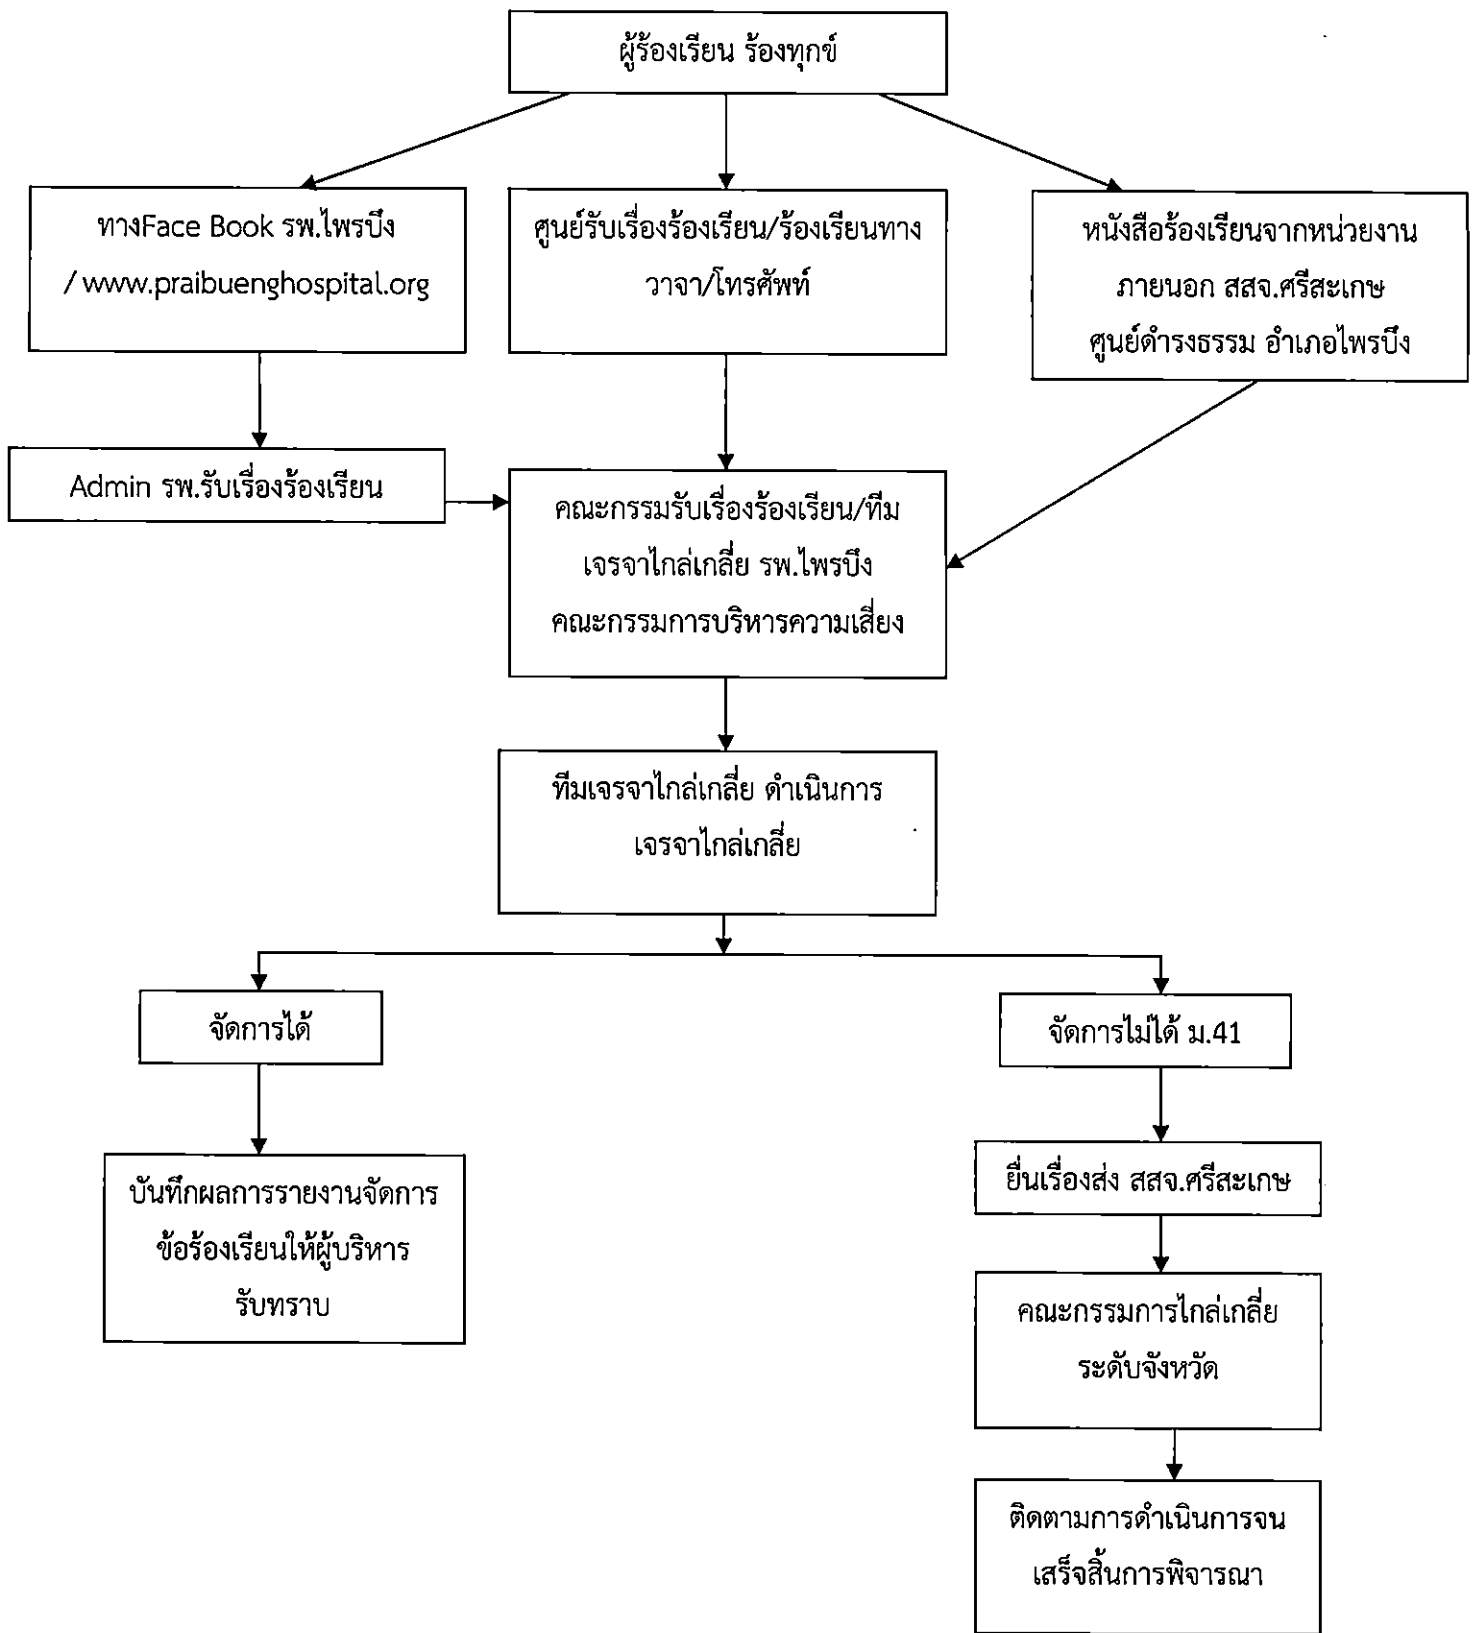 ผู้ร้องเรียน ร้องทุกข์
ทางFace Book รพ.ไพรบึง
/ www.praibuenghospital.org
ศูนย์รับเรื่องร้องเรียน/ร้องเรียนทาง
วาจา/โทรศัพท์
หนังสือร้องเรียนจากหน่วยงาน
ภายนอก สสจ.ศรีสะเกษ
ศูนย์ดำรงธรรม อำเภอไพรบึง
Admin รพ.รับเรื่องร้องเรียน
คณะกรรมรับเรื่องร้องเรียน/ทีม
เจรจาไกล่เกลี่ย รพ.ไพรบึง
คณะกรรมการบริหารความเสี่ยง
ทีมเจรจาไกล่เกลี่ย ดำเนินการ
เจรจาไกล่เกลี่ย
จัดการได้
จัดการไม่ได้ ม.41
บันทึกผลการรายงานจัดการ
ข้อร้องเรียนให้ผู้บริหาร
รับทราบ
ยื่นเรื่องส่ง สสจ.ศรีสะเกษ
คณะกรรมการไกล่เกลี่ย
ระดับจังหวัด
ติดตามการดำเนินการจน
เสร็จสิ้นการพิจารณา